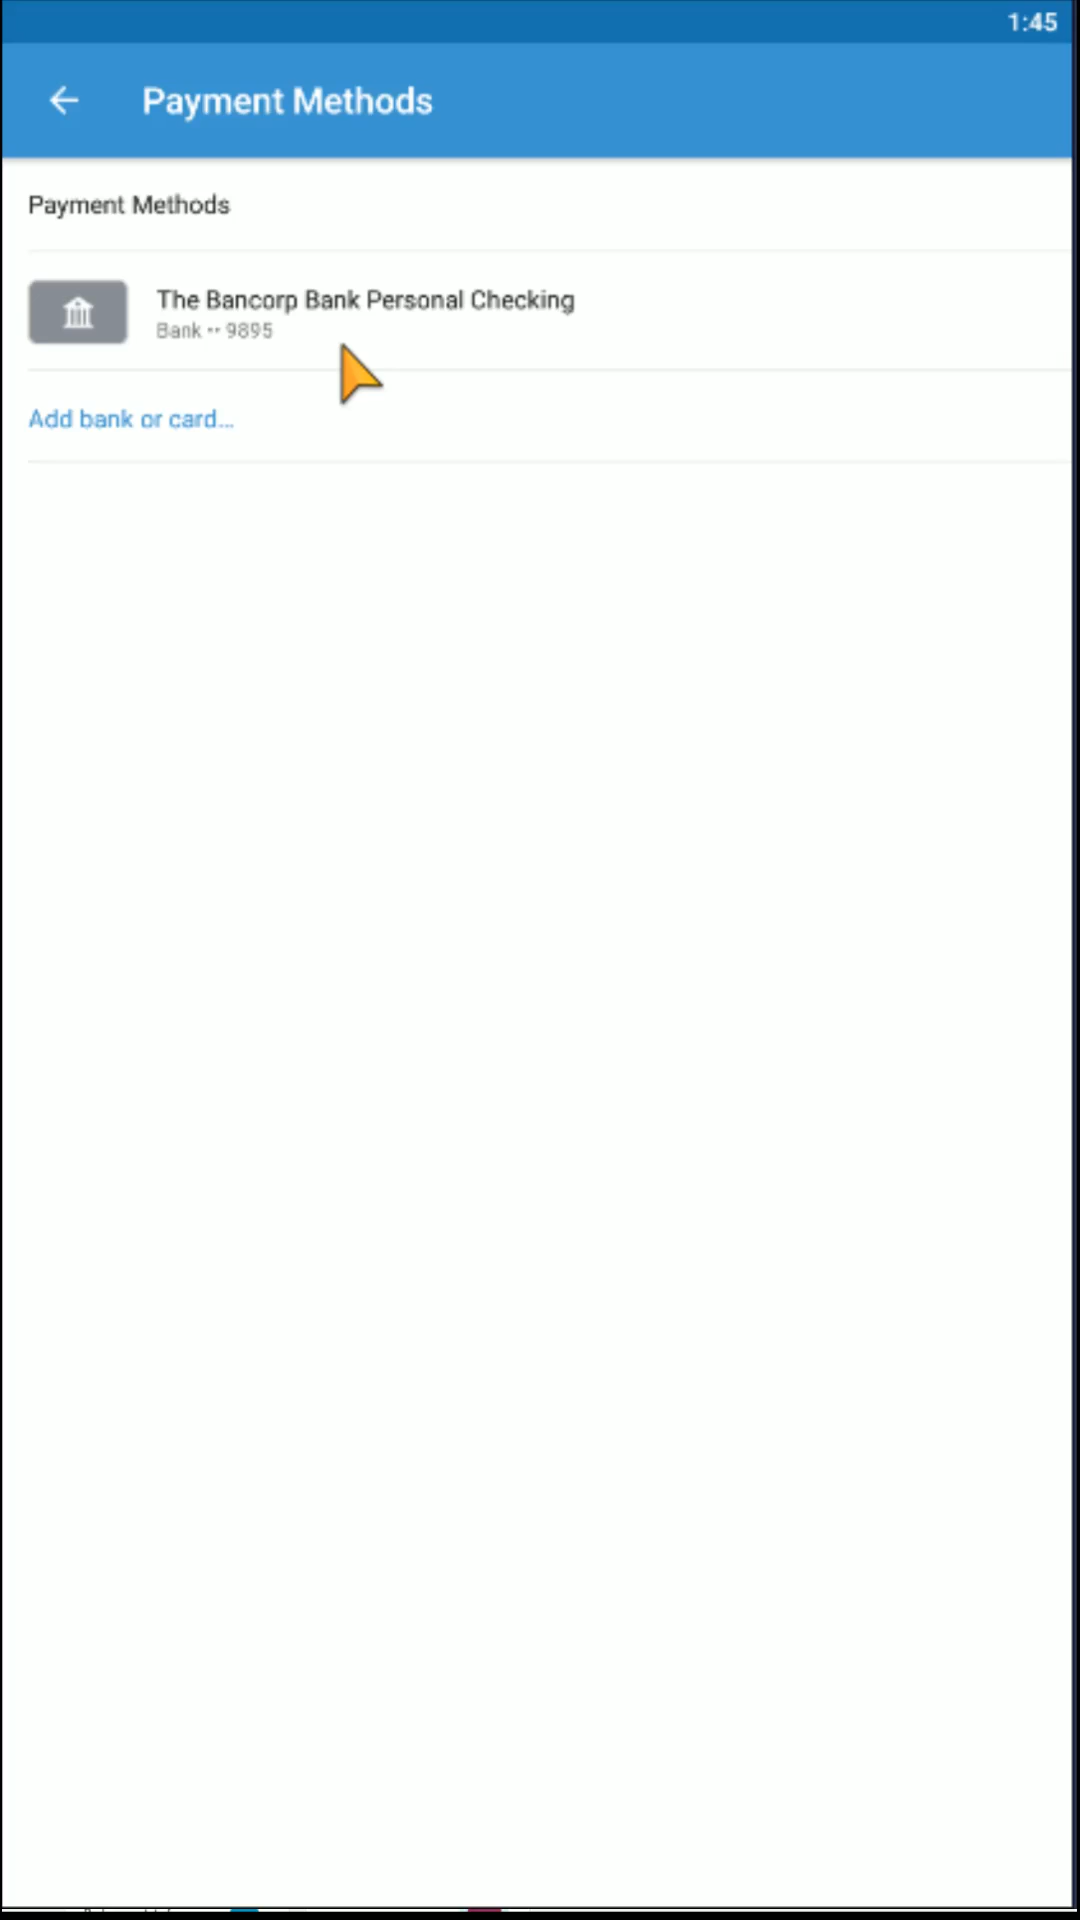 1:45
Payment Methods
Payment Methods
The Bancorp Bank Personal Checking
Bank •• 9895
Add bank or card...